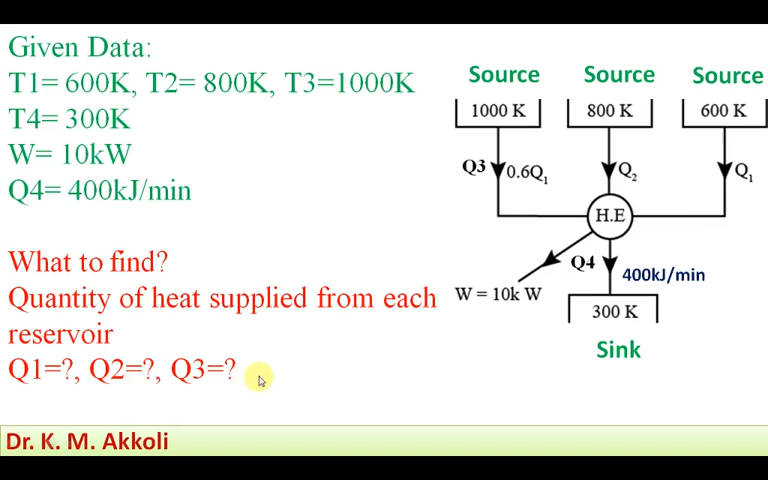 Given Data:
T1= 600K, T2= 800K, T3=1000K
T4= 300K
W= 10kW
Q4= 400kJ/min
What to find?
Quantity of heat supplied from each
reservoir
Q1=?, Q2=?, Q3=?
Source Source Source
1000 K 800 K 600 K
Q3 0.6Q₁ Q₂ Q₁
H.E
Q4 400kJ/min
W = 10k W
300 K
Sink
Dr. K. M. Akkoli